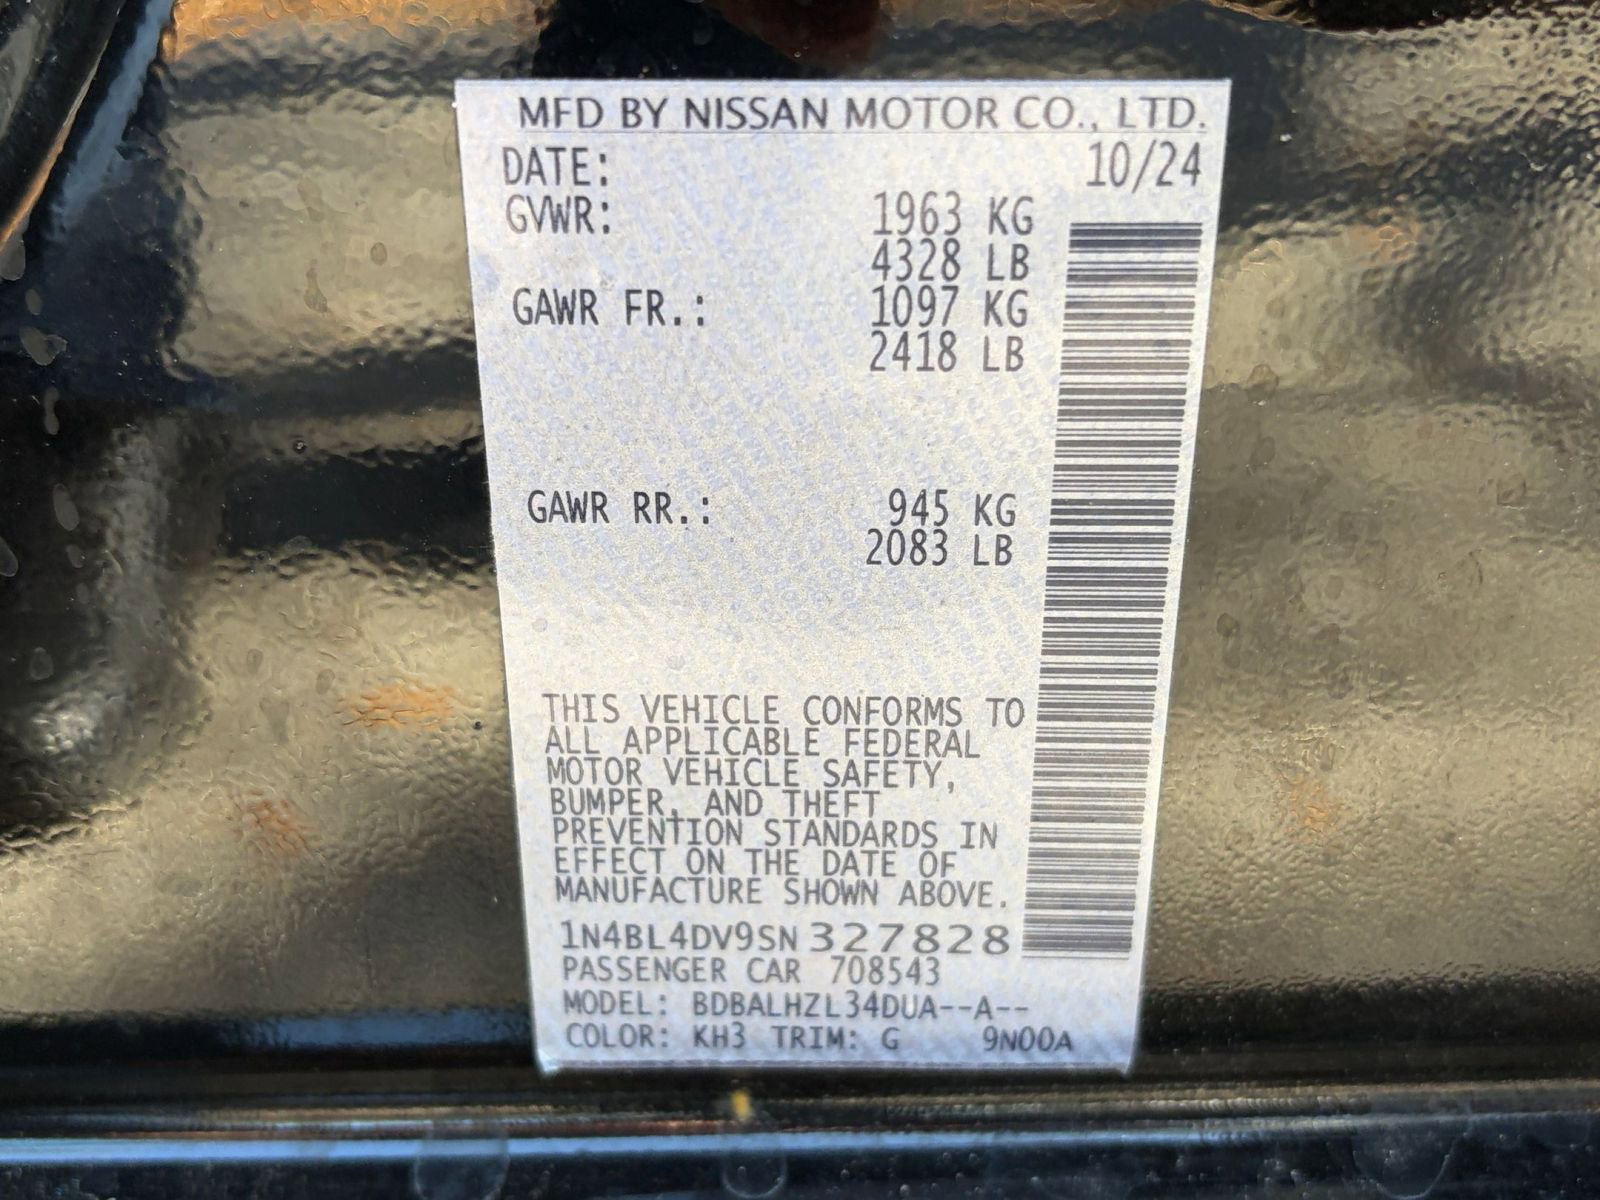 MFD BY NISSAN MOTOR CO., LTD.
DATE: 10/24
GVWR: 1963 KG
4328 LB
GAWR FR.: 1097 KG
2418 LB
GAWR RR.: 945 KG
2083 LB
THIS VEHICLE CONFORMS TO
ALL APPLICABLE FEDERAL
MOTOR VEHICLE SAFETY,
BUMPER, AND THEFT
PREVENTION STANDARDS IN
EFFECT ON THE DATE OF
MANUFACTURE SHOWN ABOVE.
1N4BL4DV9SN327828
PASSENGER CAR 708543
MODEL: BDBALHZL34DUA--A--
COLOR: KH3 TRIM: G 9N00A